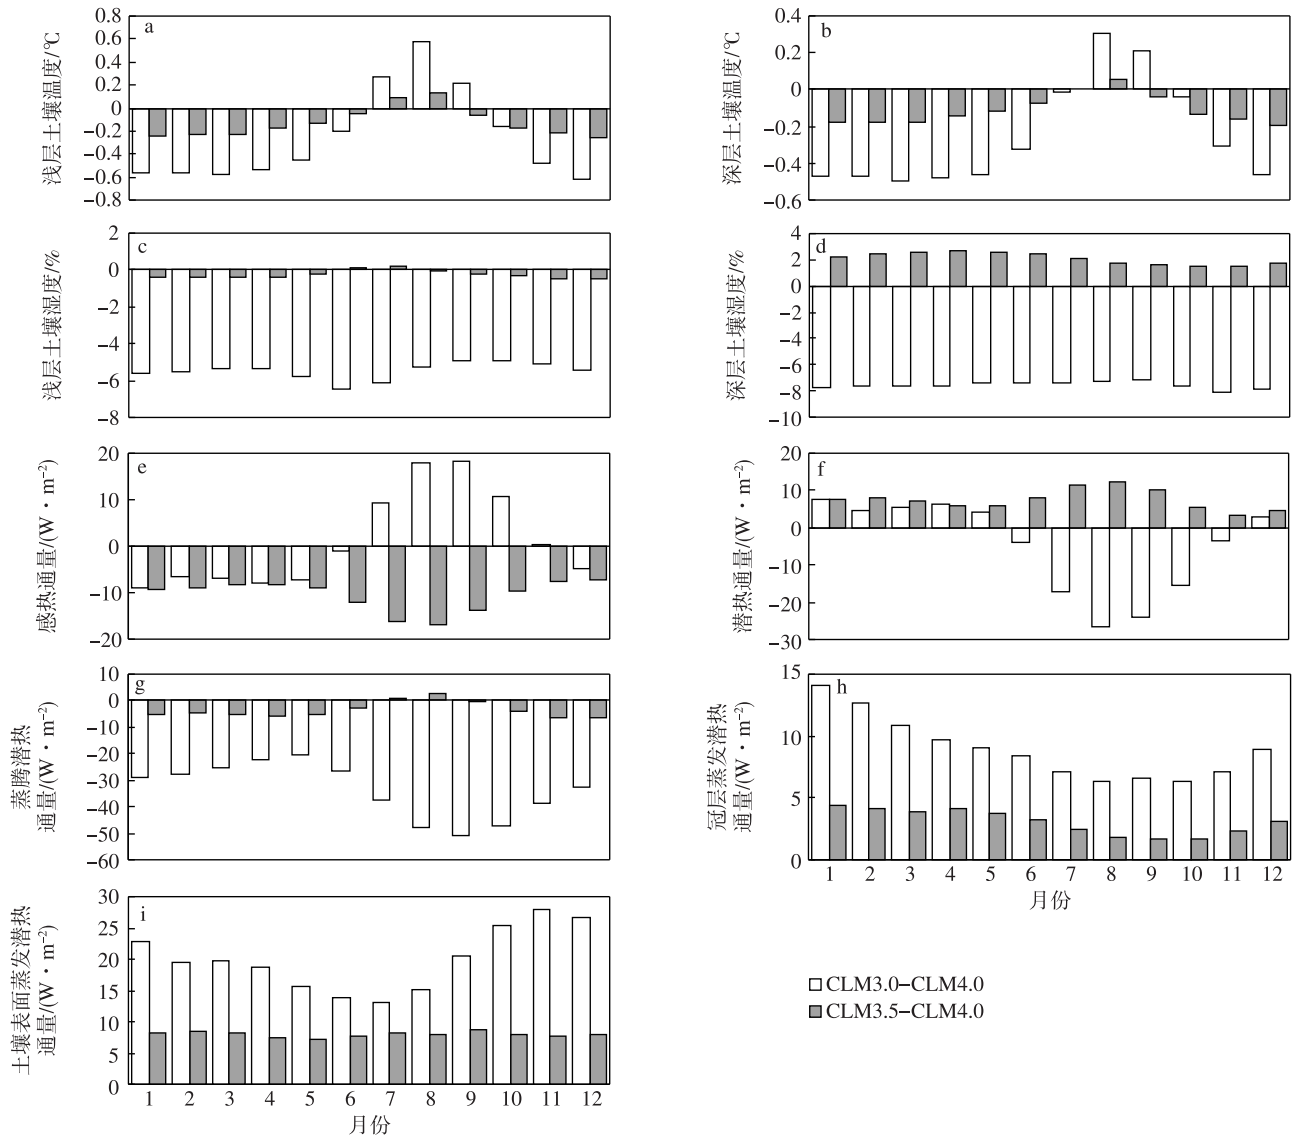 a
浅层土壤温度/℃
0.8
0.6
0.4
0.2
0
−0.2
−0.4
−0.6
−0.8
b
深层土壤温度/℃
0.4
0.2
0
−0.2
−0.4
−0.6
c
浅层土壤湿度/%
2
0
−2
−4
−6
−8
d
深层土壤湿度/%
4
2
0
−2
−4
−6
−8
−10
e
感热通量/(W·m⁻²)
20
10
0
−10
−20
f
潜热通量/(W·m⁻²)
20
10
0
−10
−20
−30
g
蒸腾潜热
通量/(W·m⁻²)
10
0
−10
−20
−30
−40
−50
−60
h
冠层蒸发潜热
通量/(W·m⁻²)
15
10
5
0
1 2 3 4 5 6 7 8 9 10 11 12
月份
i
土壤表面蒸发潜热
通量/(W·m⁻²)
30
25
20
15
10
5
0
1 2 3 4 5 6 7 8 9 10 11 12
月份
CLM3.0−CLM4.0
CLM3.5−CLM4.0